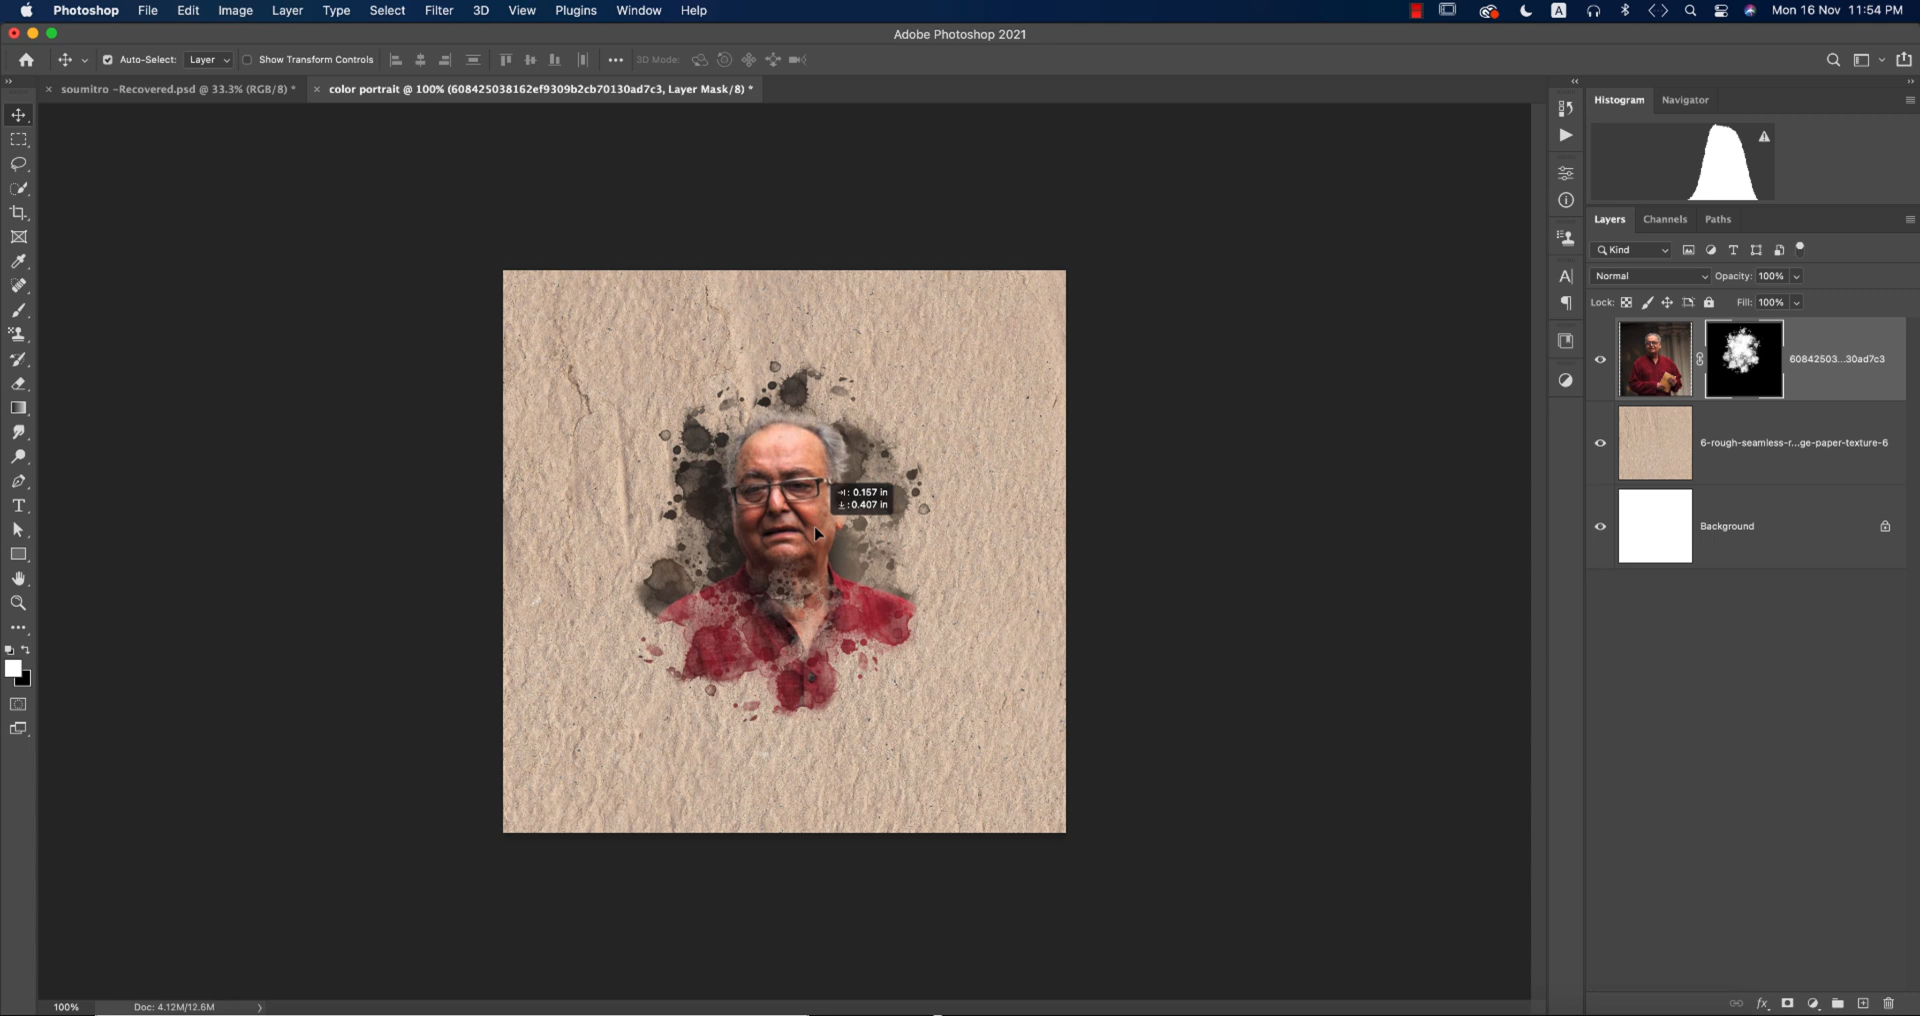 Photoshop File Edit Image Layer Type Select Filter 3D View Plugins Window Help A Mon 16 Nov 11:54 PM
Adobe Photoshop 2021
Auto-Select: Layer Show Transform Controls 3D Mode:
soumitro -Recovered.psd @ 33.3% (RGB/8) * color portrait @ 100% (608425038162ef9309b2cb70130ad7c3, Layer Mask/8) *
Histogram Navigator
Layers Channels Paths
Kind
Normal Opacity: 100%
Lock: Fill: 100%
60842503...30ad7c3
6-rough-seamless-r...ge-paper-texture-6
Background
: 0.157 in
: 0.407 in
100% Doc: 4.12M/12.6M
fx